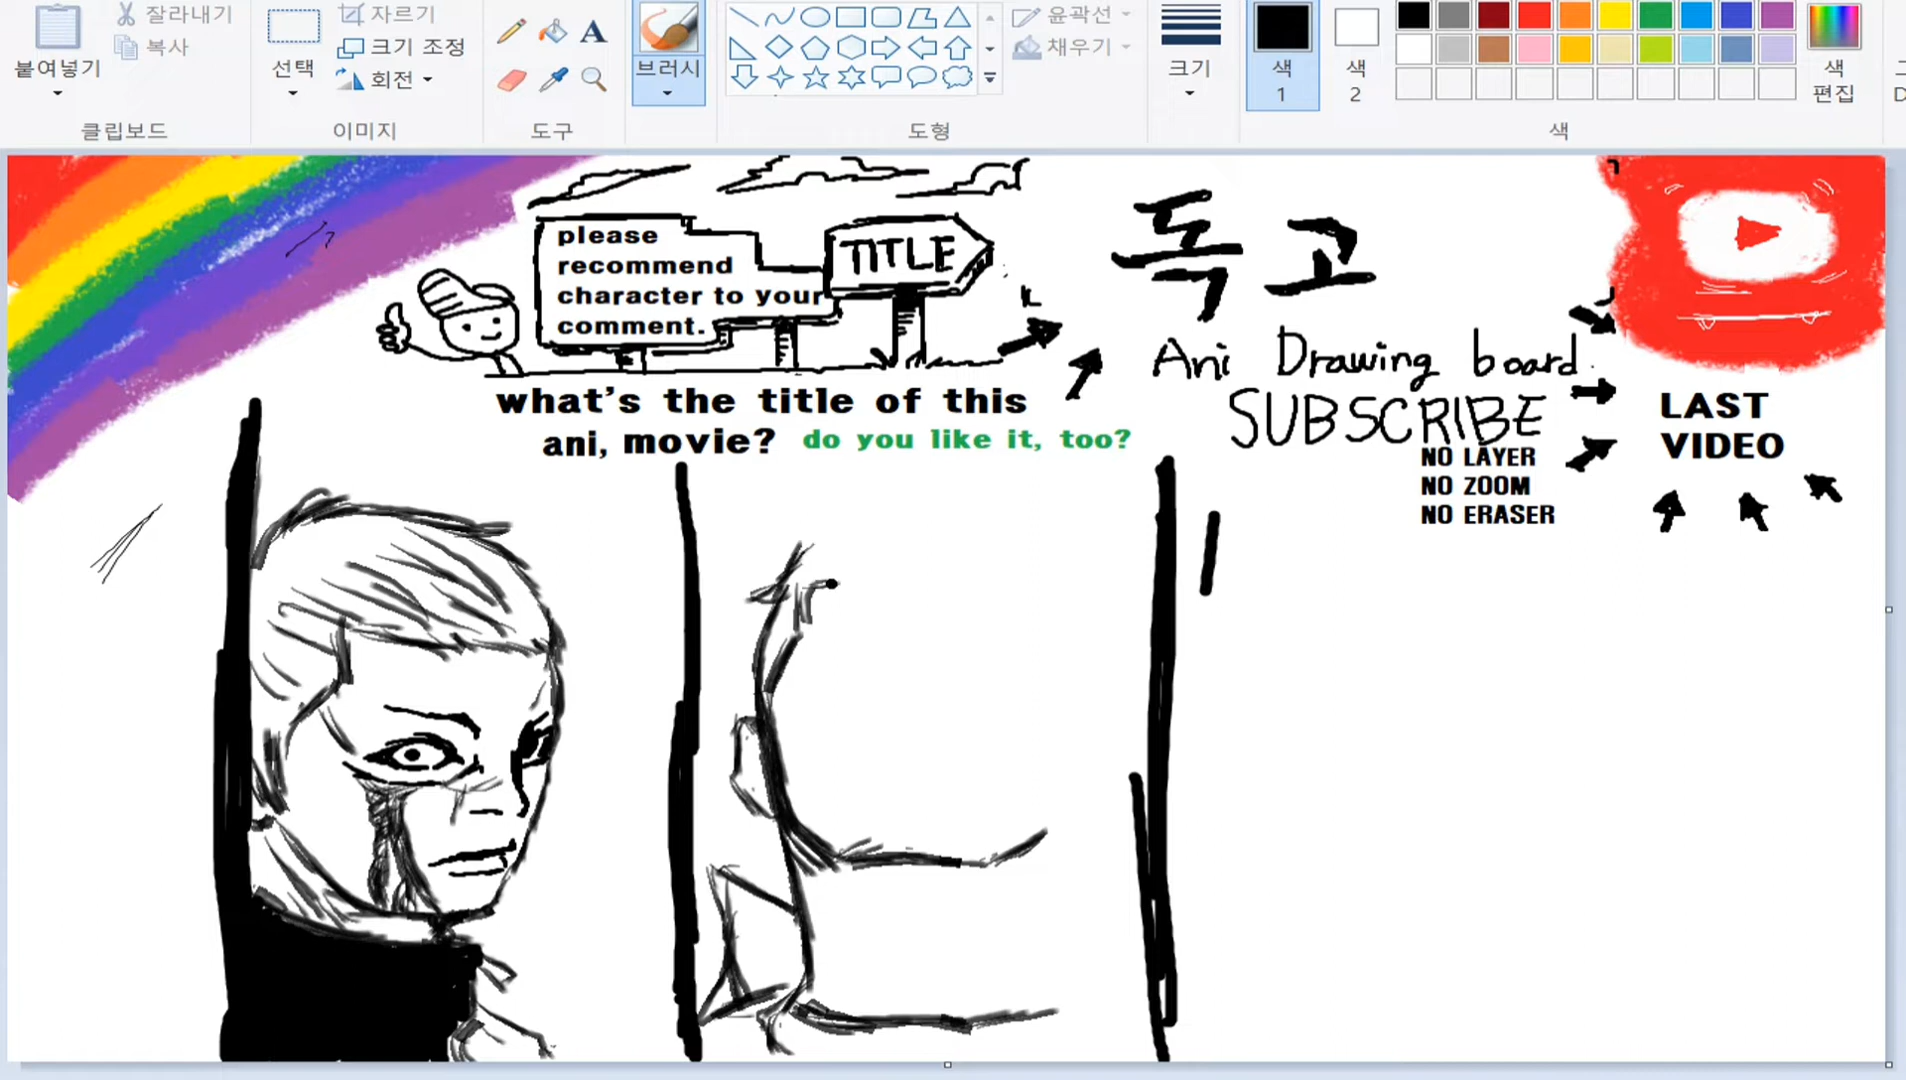 잘라내기
복사
붙여넣기
클립보드
자르기
크기 조정
회전
선택
이미지
A
도구
브러시
윤곽선
채우기
도형
크기
색
1
색
2
색
편집
색
please
recommend
character to your
comment.
TITLE
what's the title of this
ani, movie? do you like it, too?
독고
Ani Drawing board
SUBSCRIBE
NO LAYER
NO ZOOM
NO ERASER
LAST
VIDEO